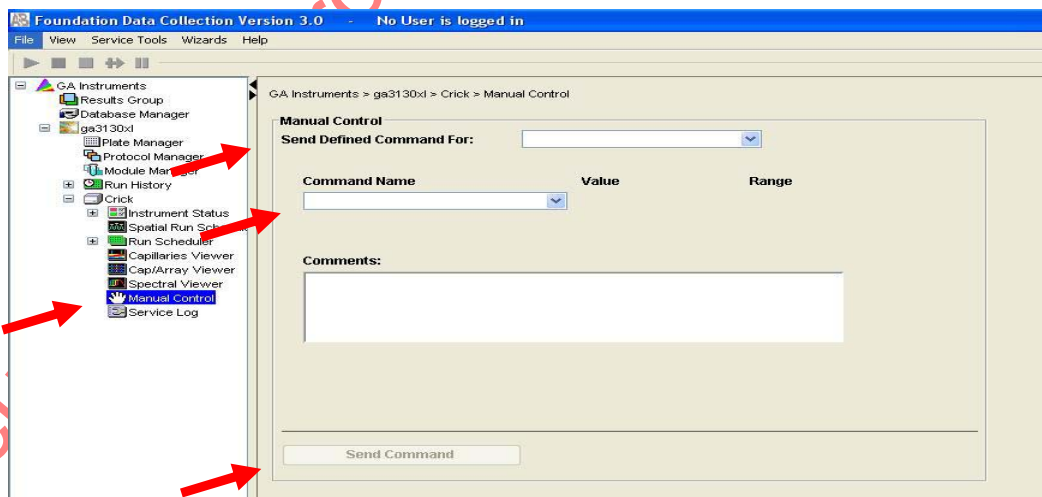 Foundation Data Collection Version 3.0 - No User is logged in
File View Service Tools Wizards Help
GA Instruments
Results Group
Database Manager
ga3130xl
Plate Manager
Protocol Manager
Module Manager
Run History
Crick
Instrument Status
Spatial Run
Run Scheduler
Capillaries Viewer
Cap/Array Viewer
Spectral Viewer
Manual Control
Service Log
GA Instruments > ga3130xl > Crick > Manual Control
Manual Control
Send Defined Command For:
Command Name Value Range
Comments:
Send Command